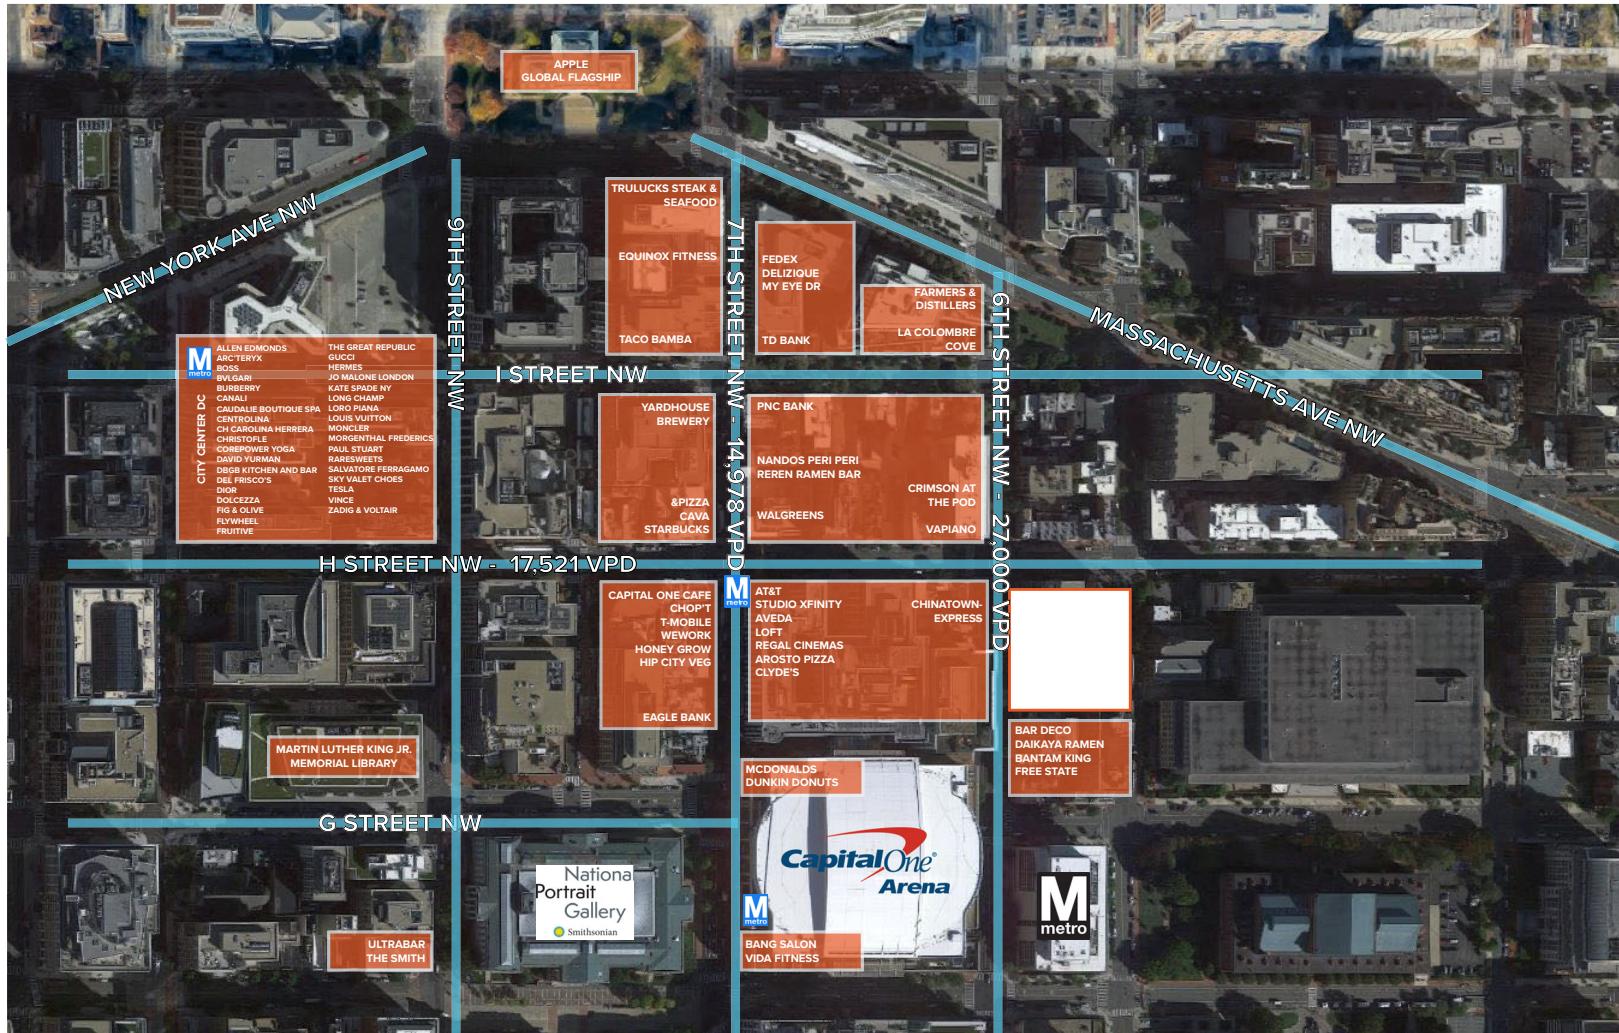 APPLE
GLOBAL FLAGSHIP
NEW YORK AVE NW
9TH STREET NW
TRULUCKS STEAK &
SEAFOOD
EQUINOX FITNESS
TACO BAMBA
7TH STREET NW - 14,978 VPD
FEDEX
DELIZIQUE
MY EYE DR
TD BANK
FARMERS &
DISTILLERS
LA COLOMBRE
COVE
6TH STREET NW - 27,000 VPD
MASSACHUSETTS AVE NW
I STREET NW
M
metro
CITY CENTER DC
ALLEN EDMONDS
ARC'TERYX
BOSS
BVLGARI
BURBERRY
CANALI
CAUDALIE BOUTIQUE SPA
CENTROLINA
CH CAROLINA HERRERA
CHRISTOFLE
COREPOWER YOGA
DAVID YURMAN
DBGB KITCHEN AND BAR
DEL FRISCO'S
DIOR
DOLCEZZA
FIG & OLIVE
FLYWHEEL
FRUITIVE
THE GREAT REPUBLIC
GUCCI
HERMES
JO MALONE LONDON
KATE SPADE NY
LONG CHAMP
LORO PIANA
LOUIS VUITTON
MONCLER
MORGENTHAL FREDERICS
PAUL STUART
RARESWEETS
SALVATORE FERRAGAMO
SKY VALET CHOES
TESLA
VINCE
ZADIG & VOLTAIR
YARDHOUSE
BREWERY
&PIZZA
CAVA
STARBUCKS
PNC BANK
NANDOS PERI PERI
REREN RAMEN BAR
WALGREENS
CRIMSON AT
THE POD
VAPIANO
H STREET NW - 17,521 VPD
CAPITAL ONE CAFE
CHOP'T
T-MOBILE
WEWORK
HONEY GROW
HIP CITY VEG
EAGLE BANK
M
metro
AT&T
STUDIO XFINITY
AVEDA
LOFT
REGAL CINEMAS
AROSTO PIZZA
CLYDE'S
CHINATOWN-
EXPRESS
BAR DECO
DAIKAYA RAMEN
BANTAM KING
FREE STATE
MARTIN LUTHER KING JR.
MEMORIAL LIBRARY
MCDONALDS
DUNKIN DONUTS
G STREET NW
CapitalOne®
Arena
National
Portrait
Gallery
Smithsonian
M
metro
M
metro
ULTRABAR
THE SMITH
BANG SALON
VIDA FITNESS